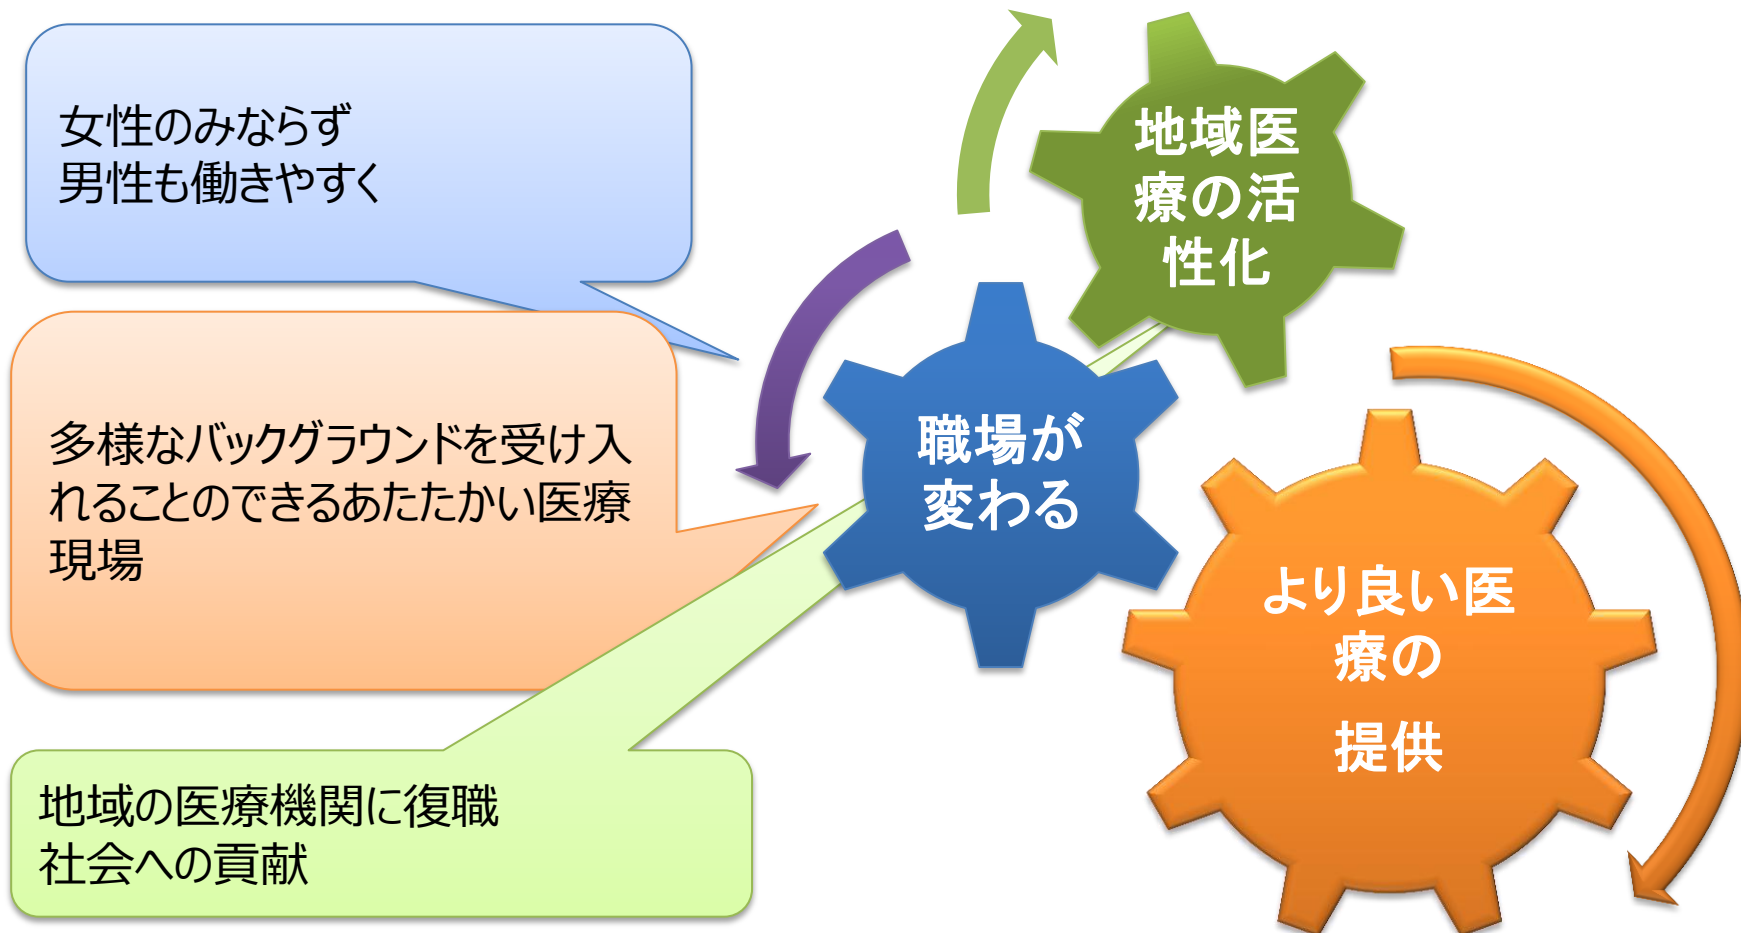 女性のみならず
男性も働きやすく
多様なバックグラウンドを受け入
れることのできるあたたかい医療
現場
地域の医療機関に復職
社会への貢献
地域医
療の活
性化
職場が
変わる
より良い医
療の
提供